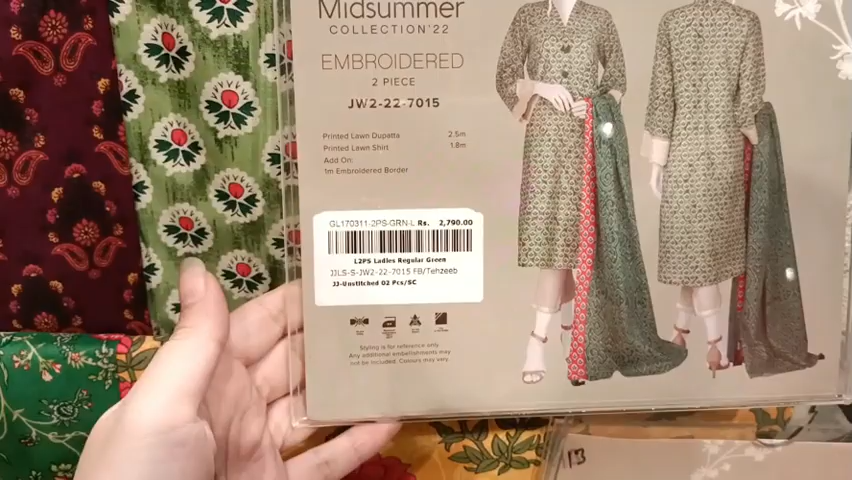 Midsummer
COLLECTION'22
EMBROIDERED
2 PIECE
JW2-22-7015
Printed Lawn Dupatta 2.5m
Printed Lawn Shirt 1.8m
Add On:
1m Embroidered Border
GL170311-2PS-GRN-L Rs. 2,790.00
L2PS Ladies Regular Green
JJLS-S-JW2-22-7015 FB/Tehzeeb
JJ-Unstitched 02 Pcs/SC
Styling is for reference only
Any additional embellishments may
not be included. Colours may vary.